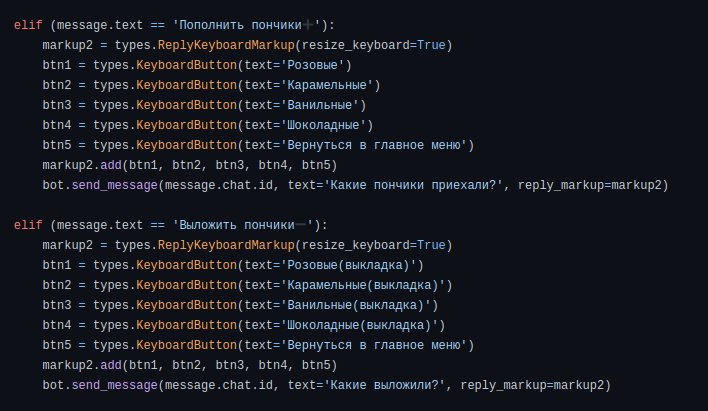 elif (message.text == 'Пополнить пончики➕'):
    markup2 = types.ReplyKeyboardMarkup(resize_keyboard=True)
    btn1 = types.KeyboardButton(text='Розовые')
    btn2 = types.KeyboardButton(text='Карамельные')
    btn3 = types.KeyboardButton(text='Ванильные')
    btn4 = types.KeyboardButton(text='Шоколадные')
    btn5 = types.KeyboardButton(text='Вернуться в главное меню')
    markup2.add(btn1, btn2, btn3, btn4, btn5)
    bot.send_message(message.chat.id, text='Какие пончики приехали?', reply_markup=markup2)
elif (message.text == 'Выложить пончики➖'):
    markup2 = types.ReplyKeyboardMarkup(resize_keyboard=True)
    btn1 = types.KeyboardButton(text='Розовые(выкладка)')
    btn2 = types.KeyboardButton(text='Карамельные(выкладка)')
    btn3 = types.KeyboardButton(text='Ванильные(выкладка)')
    btn4 = types.KeyboardButton(text='Шоколадные(выкладка)')
    btn5 = types.KeyboardButton(text='Вернуться в главное меню')
    markup2.add(btn1, btn2, btn3, btn4, btn5)
    bot.send_message(message.chat.id, text='Какие выложили?', reply_markup=markup2)